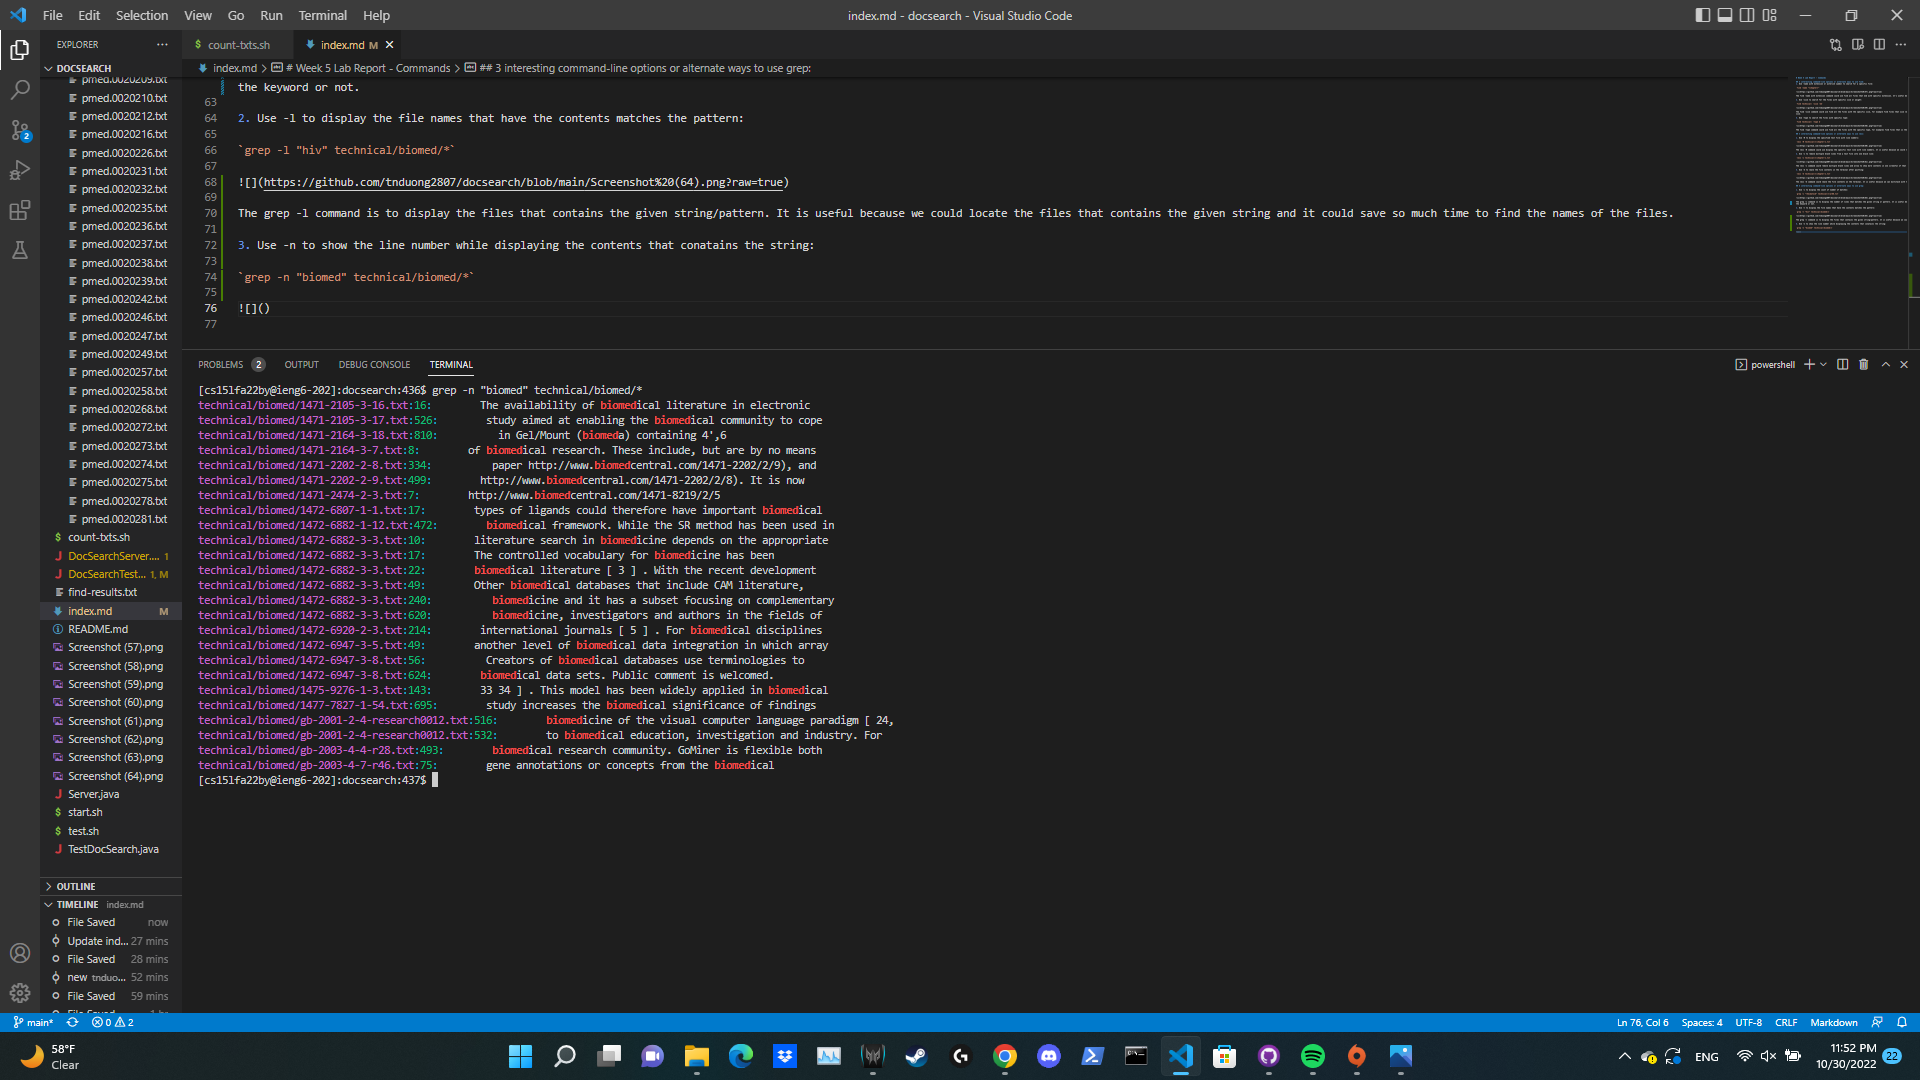 File Edit Selection View Go Run Terminal Help
index.md - docsearch - Visual Studio Code
EXPLORER
count-txts.sh
index.md M
index.md > # Week 5 Lab Report - Commands > ## 3 interesting command-line options or alternate ways to use grep:
DOCSEARCH
pmed.0020209.txt
pmed.0020210.txt
pmed.0020212.txt
pmed.0020216.txt
pmed.0020226.txt
pmed.0020231.txt
pmed.0020232.txt
pmed.0020235.txt
pmed.0020236.txt
pmed.0020237.txt
pmed.0020238.txt
pmed.0020239.txt
pmed.0020242.txt
pmed.0020246.txt
pmed.0020247.txt
pmed.0020249.txt
pmed.0020257.txt
pmed.0020258.txt
pmed.0020268.txt
pmed.0020272.txt
pmed.0020273.txt
pmed.0020274.txt
pmed.0020275.txt
pmed.0020278.txt
pmed.0020281.txt
count-txts.sh
DocSearchServer.... 1
DocSearchTest... 1, M
find-results.txt
index.md M
README.md
Screenshot (57).png
Screenshot (58).png
Screenshot (59).png
Screenshot (60).png
Screenshot (61).png
Screenshot (62).png
Screenshot (63).png
Screenshot (64).png
Server.java
start.sh
test.sh
TestDocSearch.java
OUTLINE
TIMELINE index.md
File Saved now
Update ind... 27 mins
File Saved 28 mins
new tnduo... 52 mins
File Saved 59 mins
the keyword or not.
63
64 2. Use -l to display the file names that have the contents matches the pattern:
65
66 `grep -l "hiv" technical/biomed/*`
67
68 ![](https://github.com/tnduong2807/docsearch/blob/main/Screenshot%20(64).png?raw=true)
69
70 The grep -l command is to display the files that contains the given string/pattern. It is useful because we could locate the files that contains the given string and it could save so much time to find the names of the files.
71
72 3. Use -n to show the line number while displaying the contents that conatains the string:
73
74 `grep -n "biomed" technical/biomed/*`
75
76 ![]()
77
PROBLEMS 2 OUTPUT DEBUG CONSOLE TERMINAL
powershell
[cs15lfa22by@ieng6-202]:docsearch:436$ grep -n "biomed" technical/biomed/*
technical/biomed/1471-2105-3-16.txt:16: The availability of biomedical literature in electronic
technical/biomed/1471-2105-3-17.txt:526: study aimed at enabling the biomedical community to cope
technical/biomed/1471-2164-3-18.txt:810: in Gel/Mount (biomeda) containing 4',6
technical/biomed/1471-2164-3-7.txt:8: of biomedical research. These include, but are by no means
technical/biomed/1471-2202-2-8.txt:334: paper http://www.biomedcentral.com/1471-2202/2/9), and
technical/biomed/1471-2202-2-9.txt:499: http://www.biomedcentral.com/1471-2202/2/8). It is now
technical/biomed/1471-2474-2-3.txt:7: http://www.biomedcentral.com/1471-8219/2/5
technical/biomed/1472-6807-1-1.txt:17: types of ligands could therefore have important biomedical
technical/biomed/1472-6882-1-12.txt:472: biomedical framework. While the SR method has been used in
technical/biomed/1472-6882-3-3.txt:10: literature search in biomedicine depends on the appropriate
technical/biomed/1472-6882-3-3.txt:17: The controlled vocabulary for biomedicine has been
technical/biomed/1472-6882-3-3.txt:22: biomedical literature [ 3 ] . With the recent development
technical/biomed/1472-6882-3-3.txt:49: Other biomedical databases that include CAM literature,
technical/biomed/1472-6882-3-3.txt:240: biomedicine and it has a subset focusing on complementary
technical/biomed/1472-6882-3-3.txt:620: biomedicine, investigators and authors in the fields of
technical/biomed/1472-6920-2-3.txt:214: international journals [ 5 ] . For biomedical disciplines
technical/biomed/1472-6947-3-5.txt:49: another level of biomedical data integration in which array
technical/biomed/1472-6947-3-8.txt:56: Creators of biomedical databases use terminologies to
technical/biomed/1472-6947-3-8.txt:624: biomedical data sets. Public comment is welcomed.
technical/biomed/1475-9276-1-3.txt:143: 33 34 ] . This model has been widely applied in biomedical
technical/biomed/1477-7827-1-54.txt:695: study increases the biomedical significance of findings
technical/biomed/gb-2001-2-4-research0012.txt:516: biomedicine of the visual computer language paradigm [ 24,
technical/biomed/gb-2001-2-4-research0012.txt:532: to biomedical education, investigation and industry. For
technical/biomed/gb-2003-4-4-r28.txt:493: biomedical research community. GoMiner is flexible both
technical/biomed/gb-2003-4-7-r46.txt:75: gene annotations or concepts from the biomedical
[cs15lfa22by@ieng6-202]:docsearch:437$
main* 0 2
Ln 76, Col 6 Spaces: 4 UTF-8 CRLF Markdown
58°F
Clear
ENG
11:52 PM
10/30/2022
22